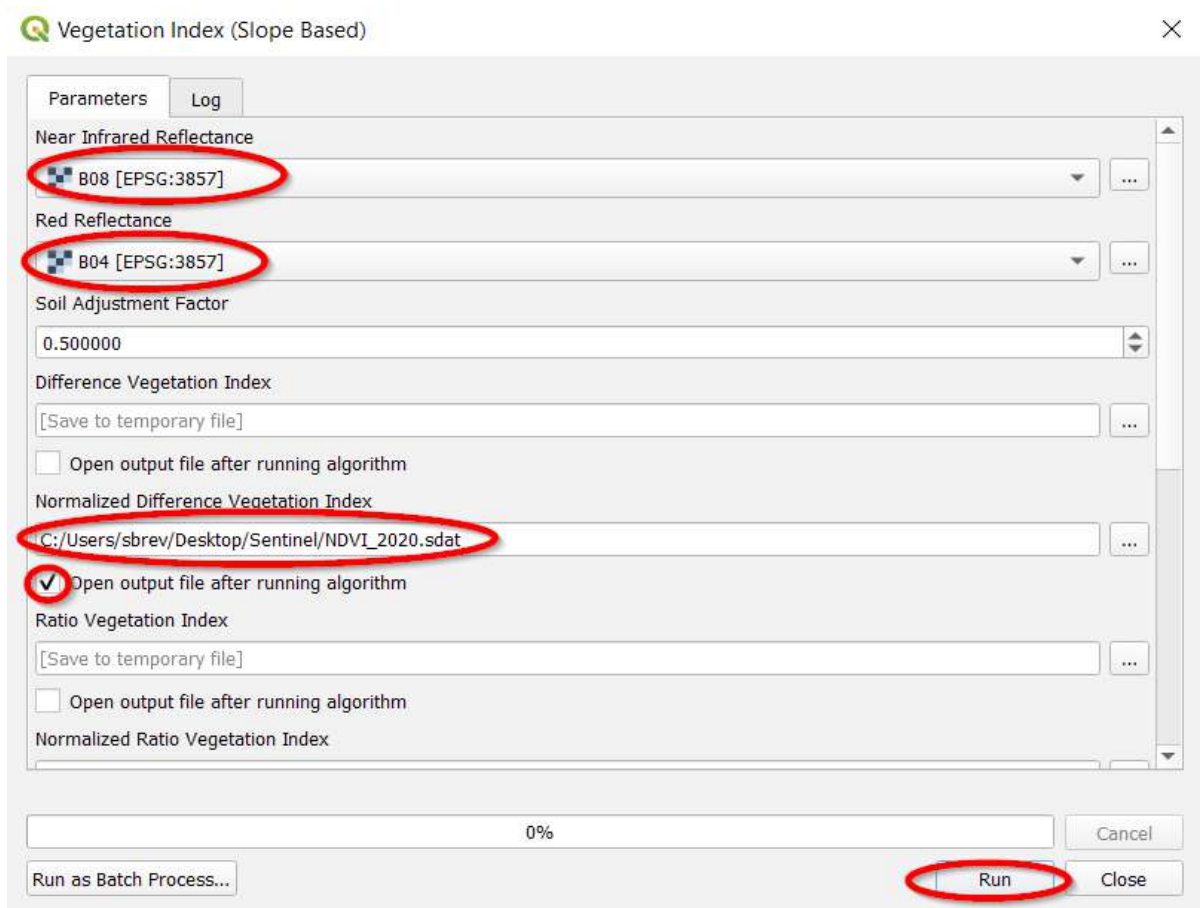 Vegetation Index (Slope Based)
Parameters Log
Near Infrared Reflectance
B08 [EPSG:3857]
...
Red Reflectance
B04 [EPSG:3857]
...
Soil Adjustment Factor
0.500000
Difference Vegetation Index
[Save to temporary file]
...
Open output file after running algorithm
Normalized Difference Vegetation Index
C:/Users/sbrev/Desktop/Sentinel/NDVI_2020.sdat
...
Open output file after running algorithm
Ratio Vegetation Index
[Save to temporary file]
...
Open output file after running algorithm
Normalized Ratio Vegetation Index
0%
Cancel
Run as Batch Process...
Run
Close